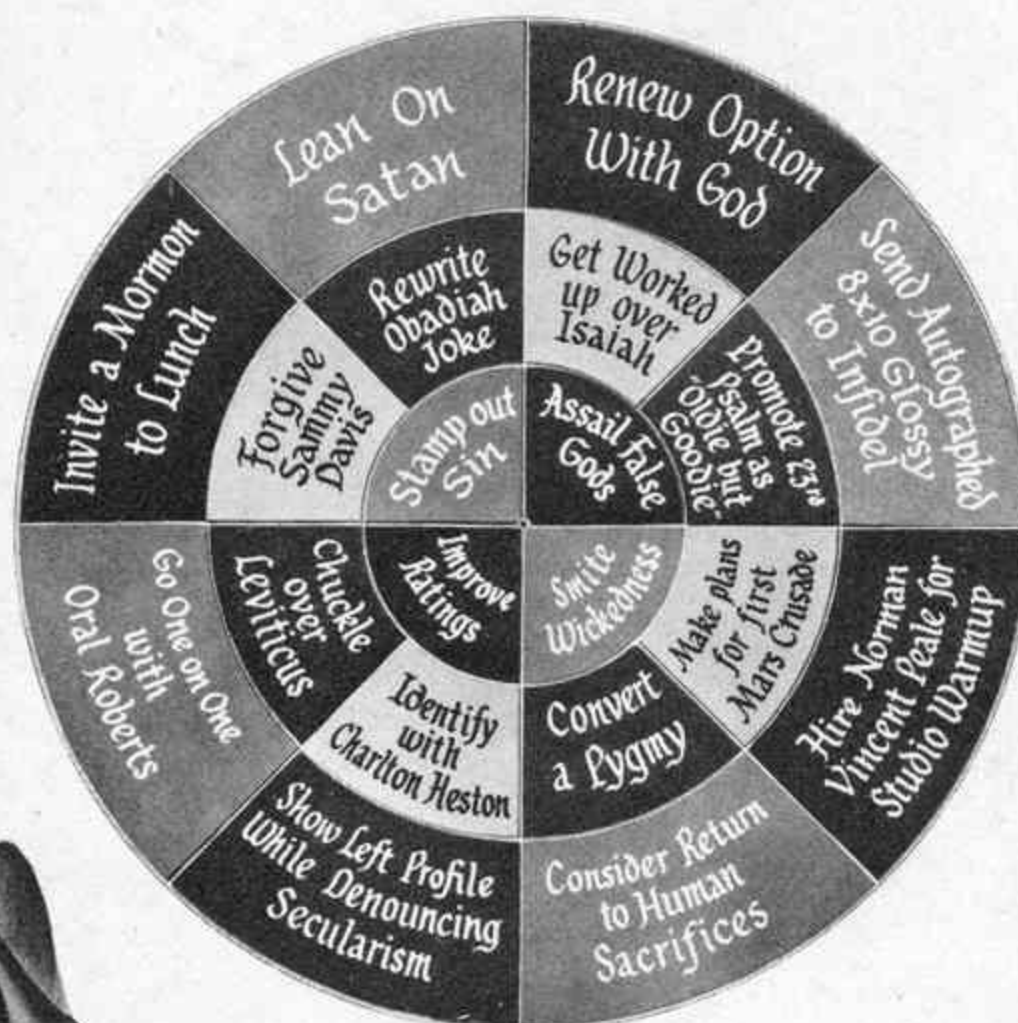 Lean On
Satan
Renew Option
With God
Send Autographed
8x10 Glossy
to Infidel
Hire Norman
Vincent Peale for
Studio Warmup
Consider Return
to Human
Sacrifices
Show Left Profile
While Denouncing
Secularism
Go One on One
with
Oral Roberts
Invite a Mormon
to Lunch
Rewrite
Obadiah
Joke
Get Worked
up over
Isaiah
Promote 23rd
Psalm as
"Oldie but
Goodie"
Make plans
for first
Mars Crusade
Convert
a Pygmy
Identify
with
Charlton Heston
Chuckle
over
Leviticus
Forgive
Sammy
Davis
Stamp out
Sin
Assail False
Gods
Smite
Wickedness
Improve
Ratings